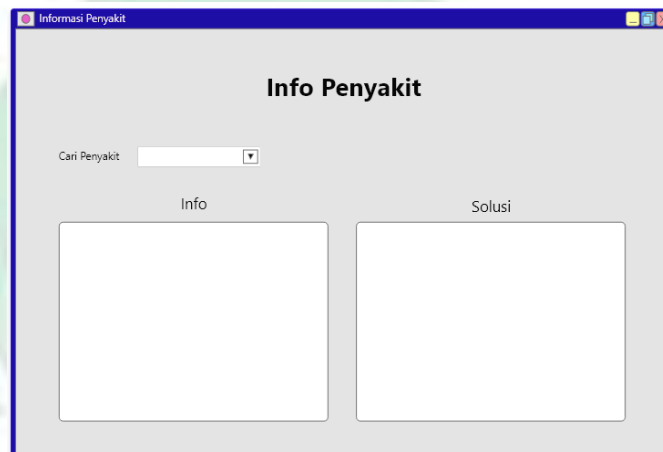 Informasi Penyakit
Info Penyakit
Cari Penyakit
Info
Solusi